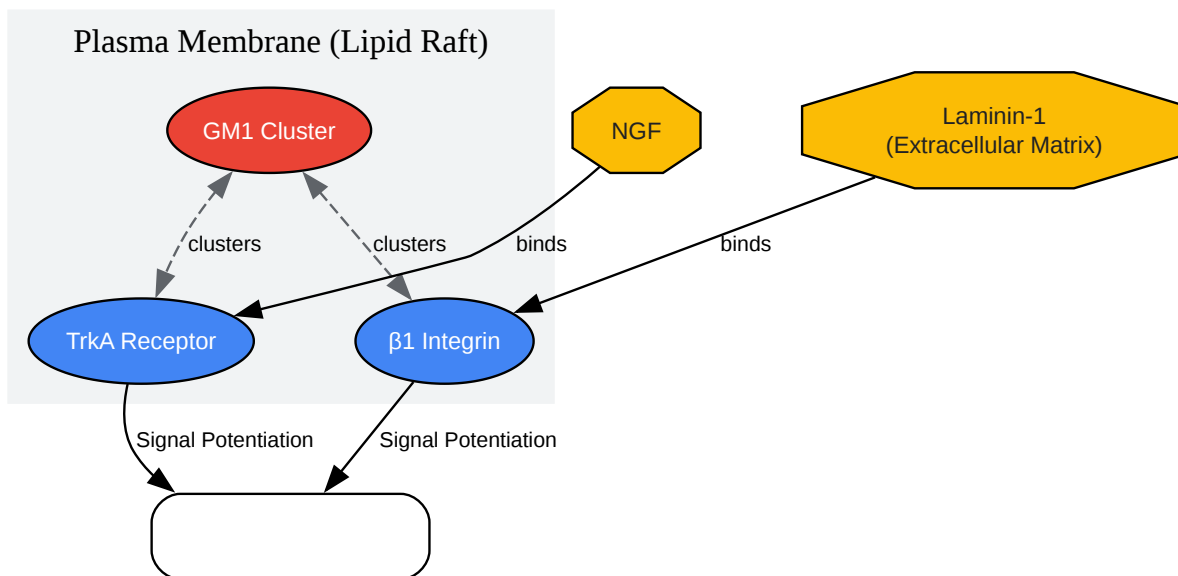 Plasma Membrane (Lipid Raft)
GM1 Cluster
NGF
Laminin-1
(Extracellular Matrix)
clusters
clusters
binds
binds
TrkA Receptor
β1 Integrin
Signal Potentiation
Signal Potentiation